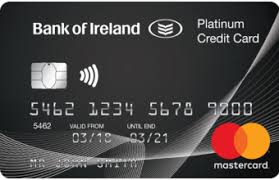 Bank of Ireland
Platinum
Credit Card
5462 1234 5678 9000
5462
VALID FROM UNTIL END
03/18 03/21
MR JOHN SMITH
mastercard